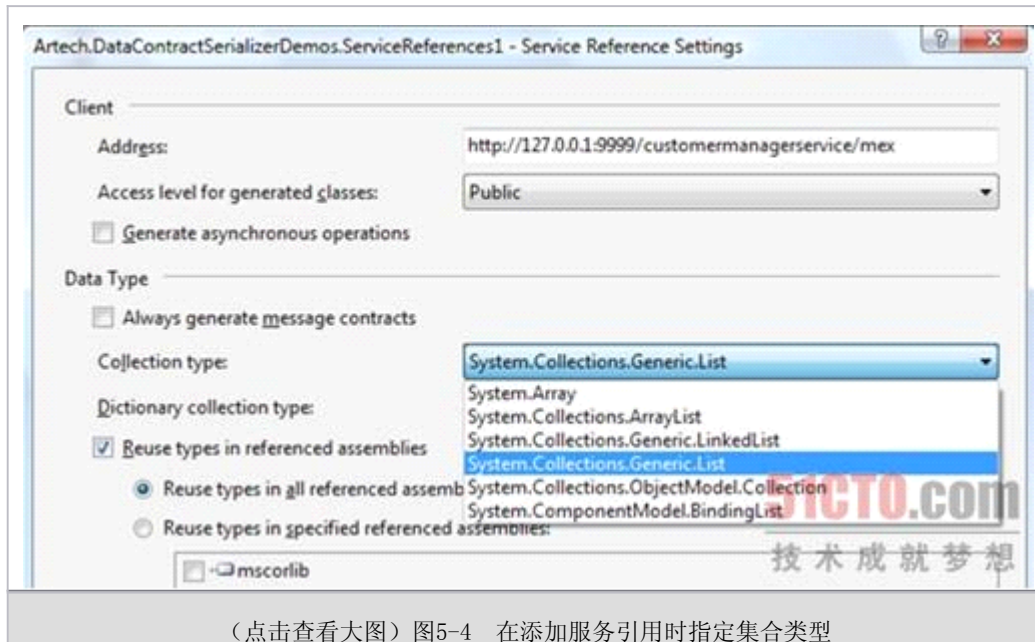 Artech.DataContractSerializerDemos.ServiceReferences1 - Service Reference Settings
?
Client
Address:
http://127.0.0.1:9999/customermanagerservice/mex
Access level for generated classes:
Public
Generate asynchronous operations
Data Type
Always generate message contracts
Collection type:
System.Collections.Generic.List
System.Array
Dictionary collection type:
System.Collections.ArrayList
System.Collections.Generic.LinkedList
Reuse types in referenced assemblies
System.Collections.Generic.List
Reuse types in all referenced assemb
System.Collections.ObjectModel.Collection
System.ComponentModel.BindingList
Reuse types in specified referenced assemblies:
51CTO.com
技术成就梦想
mscorlib
（点击查看大图）图5-4 在添加服务引用时指定集合类型